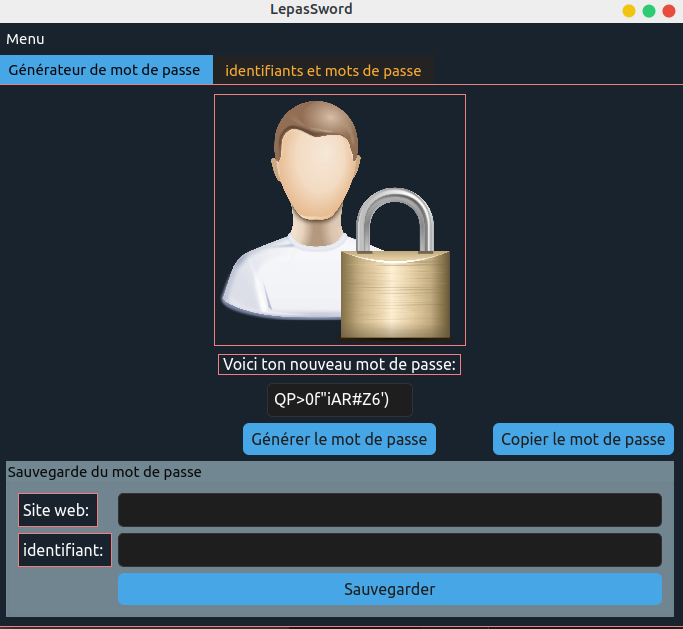 LepasSword
Menu
Générateur de mot de passe
identifiants et mots de passe
Voici ton nouveau mot de passe:
QP>0f"iAR#Z6')
Générer le mot de passe
Copier le mot de passe
Sauvegarde du mot de passe
Site web:
identifiant:
Sauvegarder